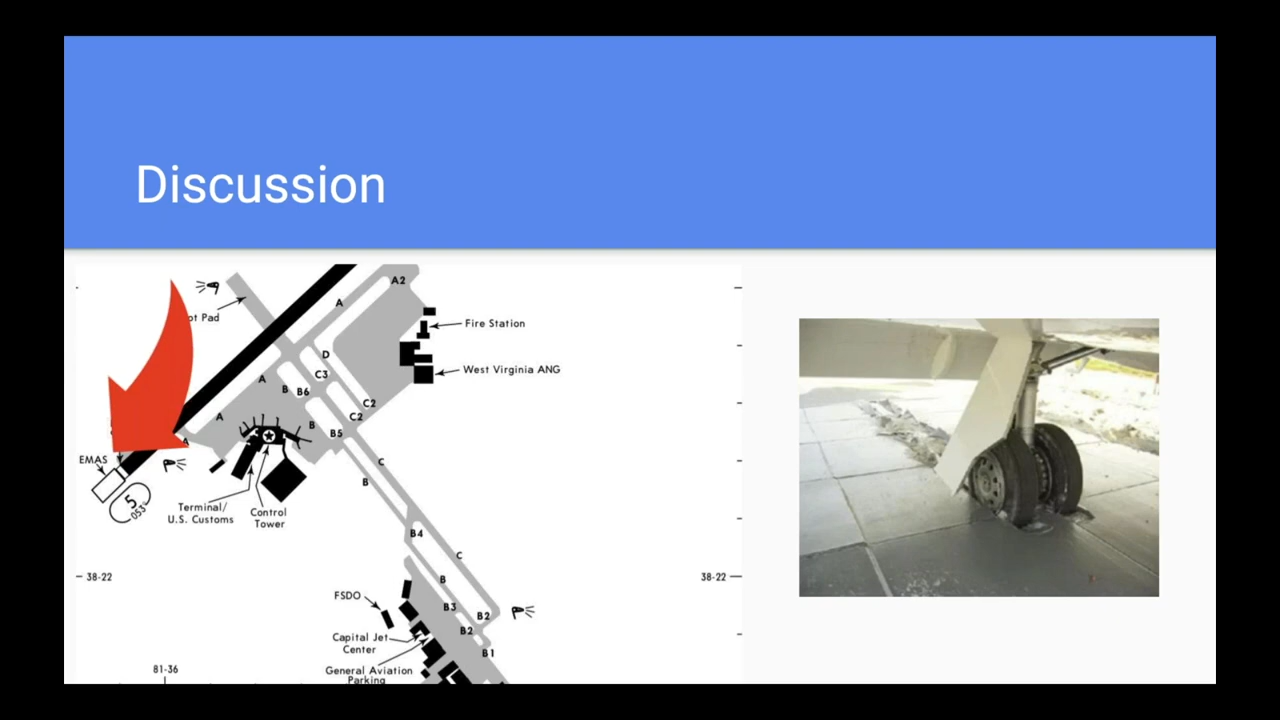 Discussion
A2
A
ot Pad
Fire Station
D
West Virginia ANG
C3
A
B
B6
C2
A
C2
B
B5
A
EMAS
C
B
5
053°
Terminal/
U.S. Customs
Control
Tower
B4
C
38-22
38-22
B
FSDO
B3
B2
B2
Capital Jet
Center
B1
General Aviation
Parking
81-36